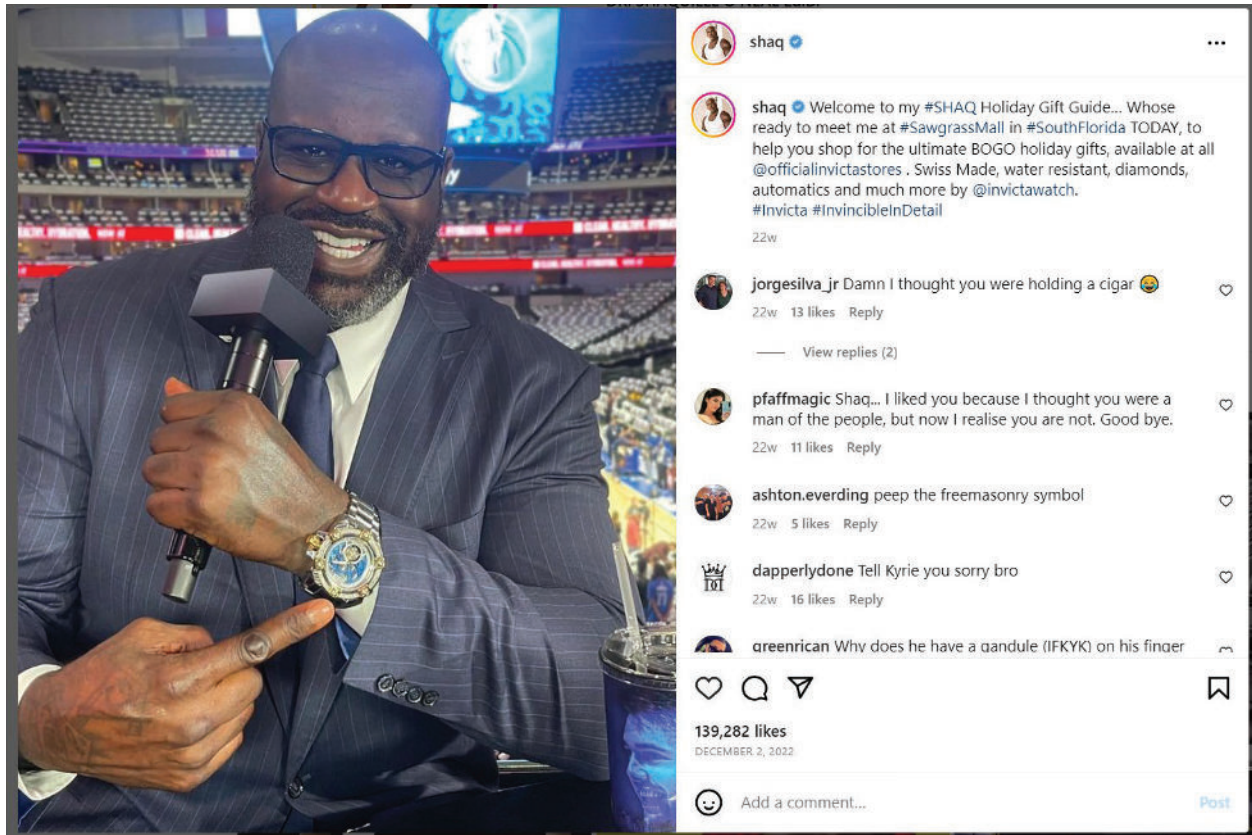 shaq
shaq Welcome to my #SHAQ Holiday Gift Guide... Whose
ready to meet me at #SawgrassMall in #SouthFlorida TODAY, to
help you shop for the ultimate BOGO holiday gifts, available at all
@officialinvictastores . Swiss Made, water resistant, diamonds,
automatics and much more by @invictawatch.
#Invicta #InvincibleInDetail
22w
jorgesilva_jr Damn I thought you were holding a cigar 😂
22w 13 likes Reply
View replies (2)
pfaffmagic Shaq... I liked you because I thought you were a
man of the people, but now I realise you are not. Good bye.
22w 11 likes Reply
ashton.everding peep the freemasonry symbol
22w 5 likes Reply
dapperlydone Tell Kyrie you sorry bro
22w 16 likes Reply
greenrican Why does he have a gandule (IFKYK) on his finger
139,282 likes
DECEMBER 2, 2022
Add a comment...
Post